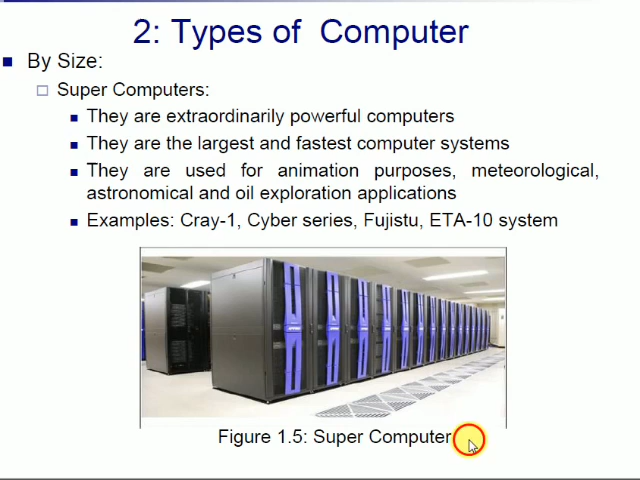 2: Types of Computer
By Size:
Super Computers:
They are extraordinarily powerful computers
They are the largest and fastest computer systems
They are used for animation purposes, meteorological,
astronomical and oil exploration applications
Examples: Cray-1, Cyber series, Fujistu, ETA-10 system
Figure 1.5: Super Computer